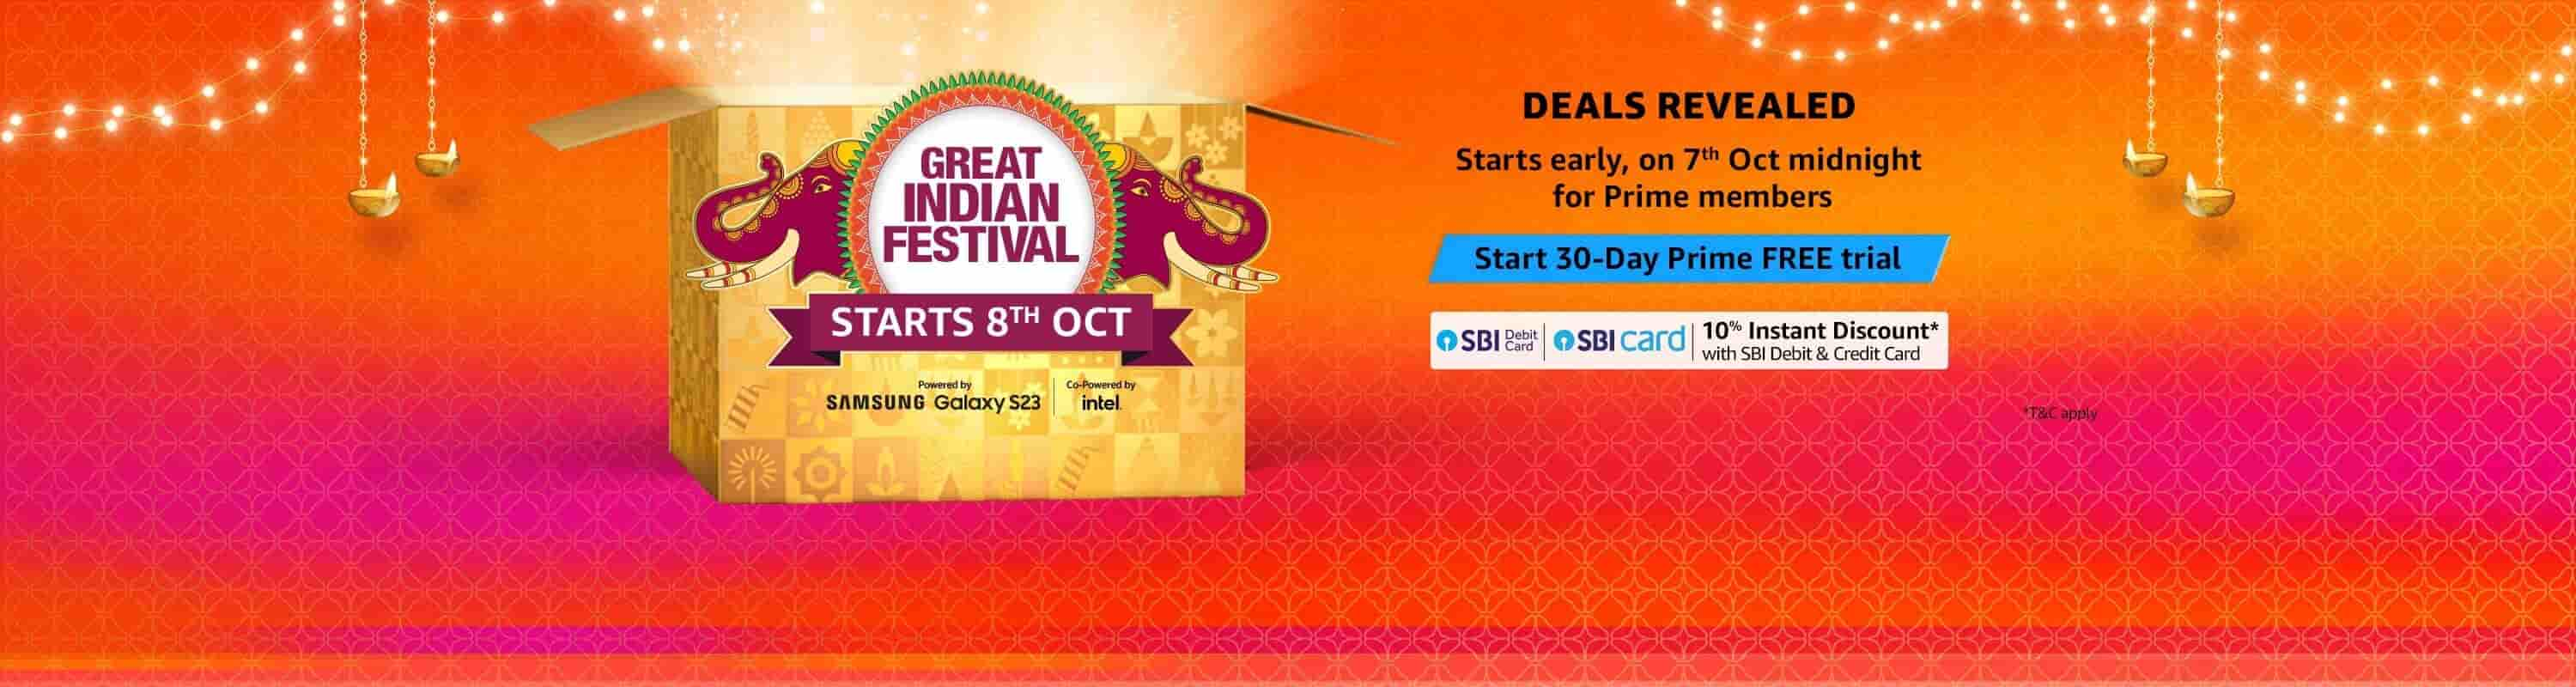 GREAT
INDIAN
FESTIVAL
STARTS 8TH OCT
Powered by
SAMSUNG Galaxy S23
Co-Powered by
intel.
DEALS REVEALED
Starts early, on 7th Oct midnight
for Prime members
Start 30-Day Prime FREE trial
SBI Debit Card
SBI card
10% Instant Discount*
with SBI Debit & Credit Card
*T&C apply